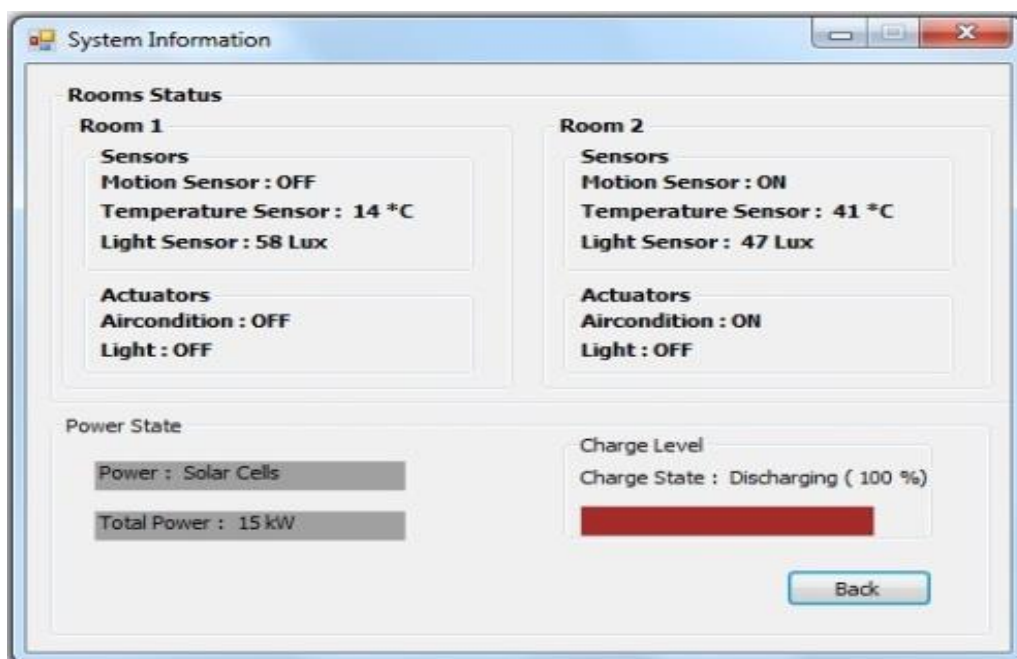 System Information
Rooms Status
Room 1
Sensors
Motion Sensor : OFF
Temperature Sensor : 14 *C
Light Sensor : 58 Lux
Actuators
Aircondition : OFF
Light : OFF
Room 2
Sensors
Motion Sensor : ON
Temperature Sensor : 41 *C
Light Sensor : 47 Lux
Actuators
Aircondition : ON
Light : OFF
Power State
Power : Solar Cells
Total Power : 15 kW
Charge Level
Charge State : Discharging ( 100 %)
Back